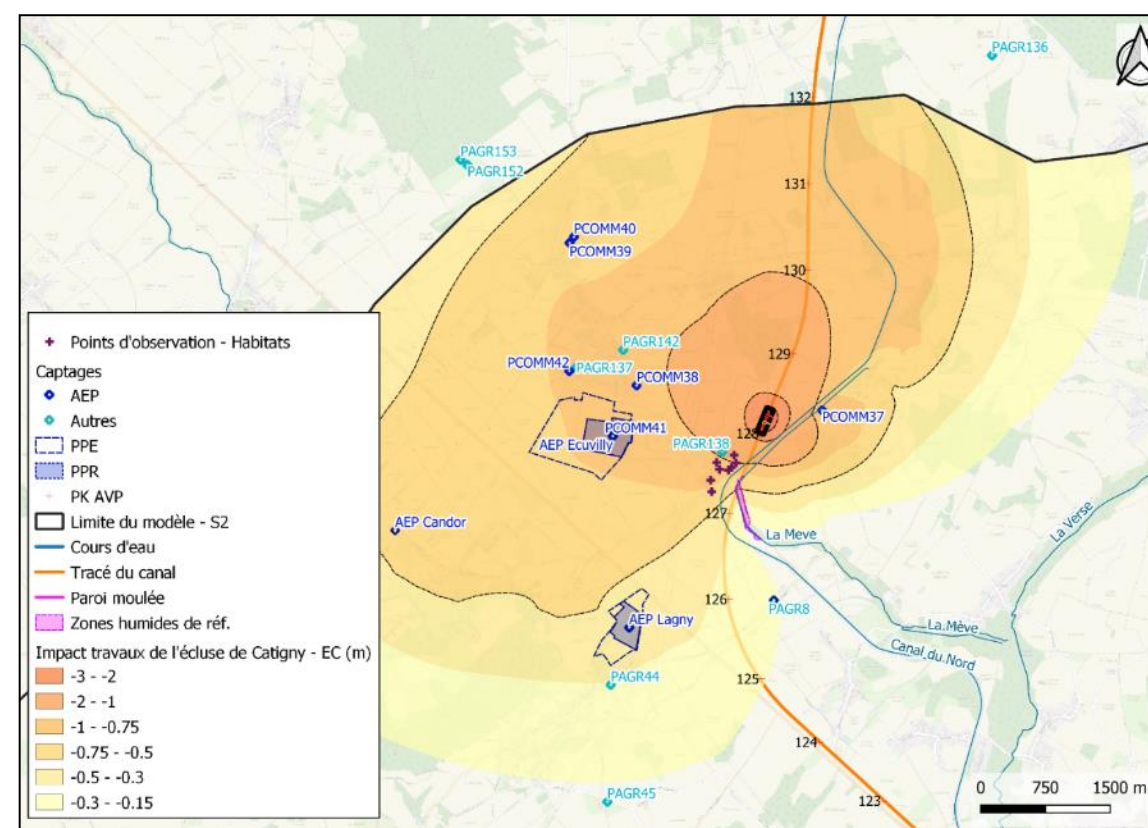 PAGR136
132
PAGR153
PAGR152
131
PCOMM40
PCOMM39
130
PAGR142
129
PCOMM42
PAGR137
PCOMM38
PCOMM37
128
PCOMM41
AEP Ecuvilly
PAGR138
127
AEP Candor
La Meve
La Verse
126
PAGR8
AEP Lagny
La Mève
Canal du Nord
125
PAGR44
124
123
PAGR45
Points d'observation - Habitats
Captages
AEP
Autres
PPE
PPR
PK AVP
Limite du modèle - S2
Cours d'eau
Tracé du canal
Paroi moulée
Zones humides de réf.
Impact travaux de l'écluse de Catigny - EC (m)
-3 - -2
-2 - -1
-1 - -0.75
-0.75 - -0.5
-0.5 - -0.3
-0.3 - -0.15
0 750 1500 m